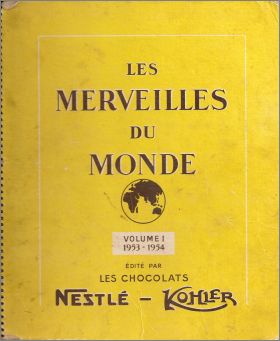 LES
MERVEILLES
DU
MONDE
VOLUME I
1953-1954
ÉDITÉ PAR
LES CHOCOLATS
NESTLÉ - KOHLER